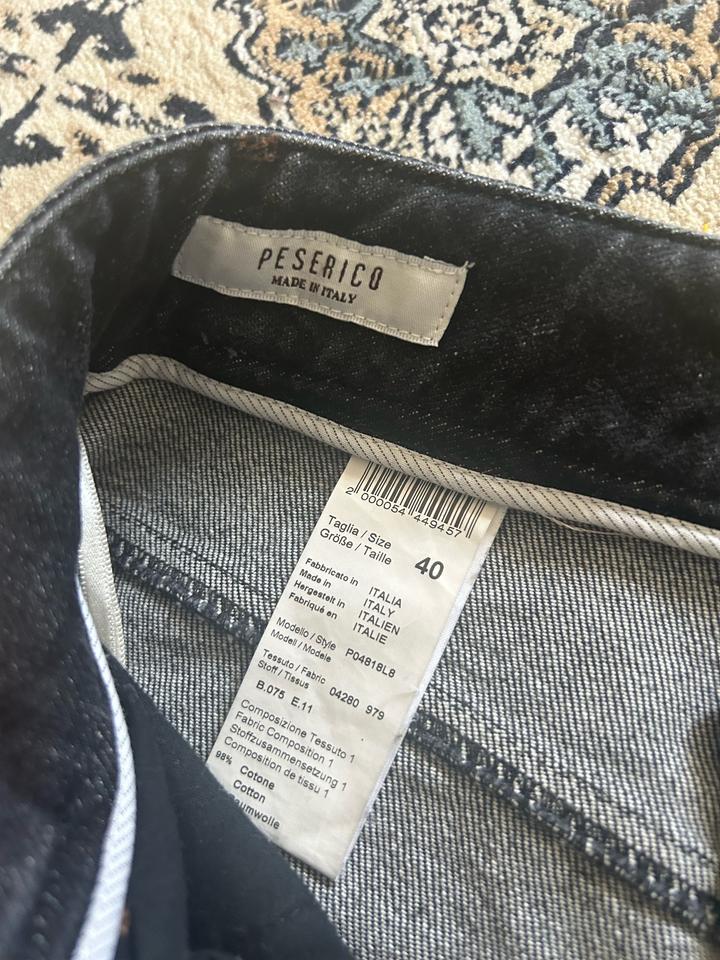 PESERICO
MADE IN ITALY
2 000054 449457
Taglia / Size
Größe / Taille
40
Fabbricato in ITALIA
Made in ITALY
Hergestellt in ITALIEN
Fabriqué en ITALIE
Modello / Style P04818L8
Modell / Modele
Tessuto / Fabric 04280 979
Stoff / Tissus
B.075 E.11
Composizione Tessuto 1
Fabric Composition 1
Stoffzusammensetzung 1
Composition de tissu 1
98% Cotone
Cotton